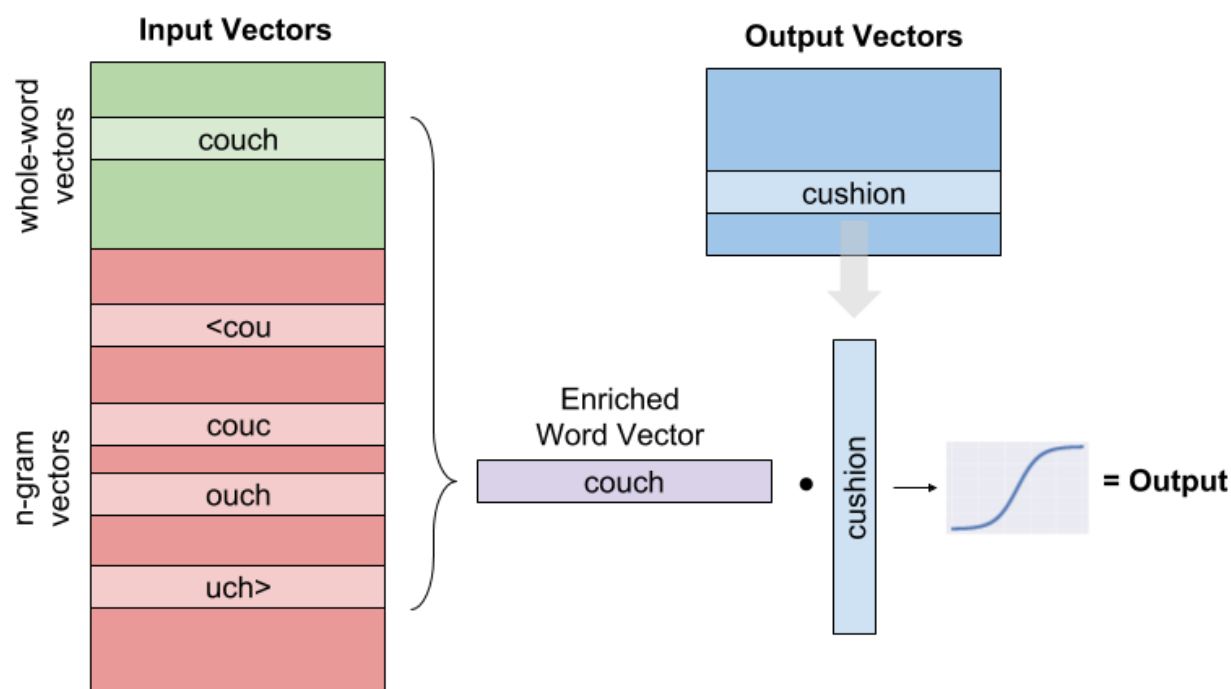 Input Vectors
whole-word
vectors
couch
<cou
n-gram
vectors
couc
ouch
uch>
Enriched
Word Vector
couch
•
Output Vectors
cushion
cushion
= Output